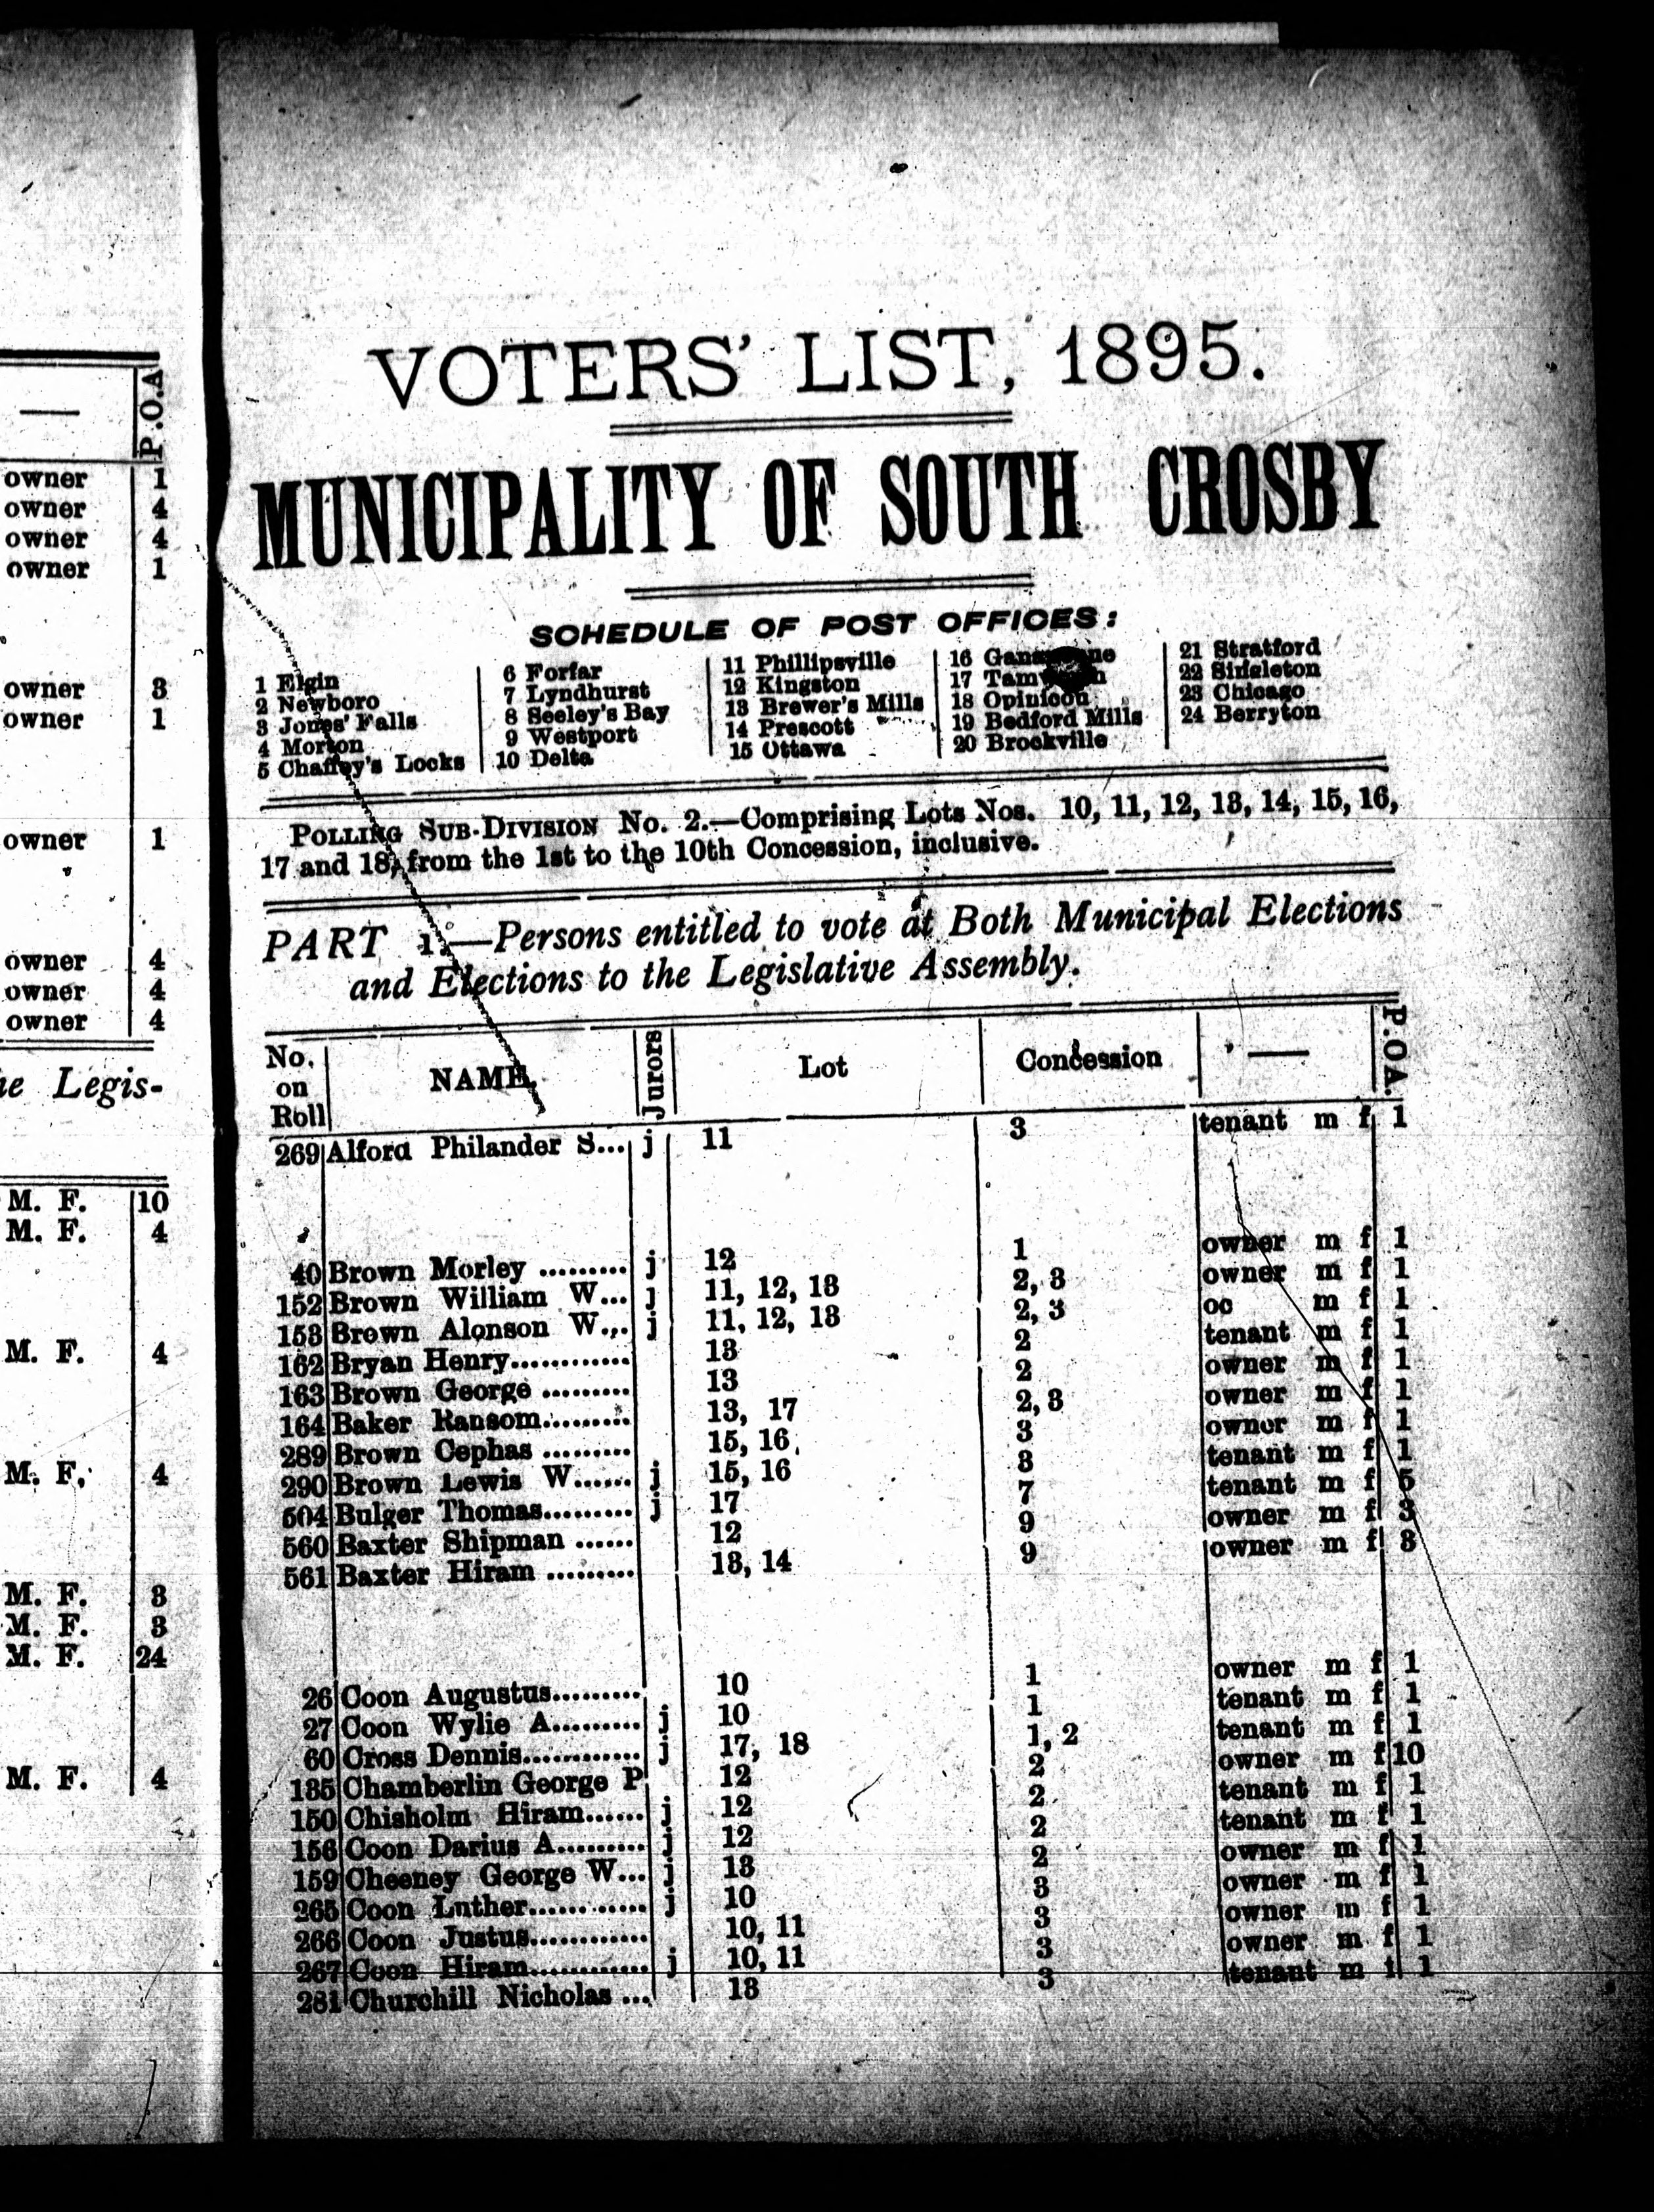 P.O.A
owner 1
owner 4
owner 4
owner 1
owner 3
owner 1
owner 1
owner 4
owner 4
owner 4
e Legis-
M. F. 10
M. F. 4
M. F. 4
M. F. 4
M. F. 3
M. F. 3
M. F. 24
M. F. 4
VOTERS' LIST, 1895.
MUNICIPALITY OF SOUTH CROSBY
SCHEDULE OF POST OFFICES:
1 Elgin
2 Newboro
3 Jones' Falls
4 Morton
5 Chaffey's Locks
6 Forfar
7 Lyndhurst
8 Seeley's Bay
9 Westport
10 Delta
11 Phillipsville
12 Kingston
13 Brewer's Mills
14 Prescott
15 Ottawa
16
17
18 Opinicon
19 Bedford Mills
20 Brockville
21 Stratford
22 Singleton
23 Chicago
24 Berryton
POLLING SUB-DIVISION No. 2.—Comprising Lots Nos. 10, 11, 12, 13, 14, 15, 16,
17 and 18, from the 1st to the 10th Concession, inclusive.
PART 1.—Persons entitled to vote at Both Municipal Elections
and Elections to the Legislative Assembly.
No. on Roll NAME. Jurors Lot Concession — P.O.A.
269 Alford Philander S... j 11 3 tenant m f 1
40 Brown Morley ......... j 12 1 owner m f 1
152 Brown William W... j 11, 12, 13 2, 3 owner m f 1
153 Brown Alonson W... j 11, 12, 13 2, 3 oc m f 1
162 Bryan Henry............ 13 2 tenant m f 1
163 Brown George ......... 13 2 owner m f 1
164 Baker Ransom......... 13, 17 2, 3 owner m f 1
289 Brown Cephas ......... 15, 16 3 owner m f 1
290 Brown Lewis W...... j 15, 16 3 tenant m f 1
504 Bulger Thomas......... j 17 7 tenant m f 5
560 Baxter Shipman ...... 12 9 owner m f 3
561 Baxter Hiram ......... 13, 14 9 owner m f 3
26 Coon Augustus......... 10 1 owner m f 1
27 Coon Wylie A......... j 10 1 tenant m f 1
60 Cross Dennis............ j 17, 18 1, 2 tenant m f 1
135 Chamberlin George P 12 2 owner m f 10
150 Chisholm Hiram...... j 12 2 tenant m f 1
156 Coon Darius A......... j 12 2 tenant m f 1
159 Cheeney George W... j 13 2 owner m f 1
265 Coon Luther............ j 10 3 owner m f 1
266 Coon Justus............ 10, 11 3 owner m f 1
267 Coon Hiram............ j 10, 11 3 owner m f 1
281 Churchill Nicholas ... 13 3 tenant m f 1